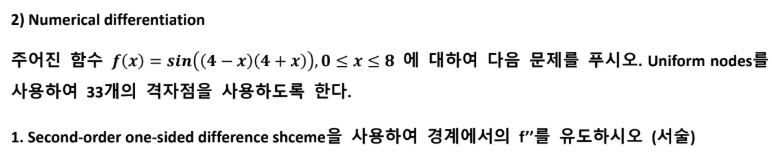 2) Numerical differentiation
주어진 함수 f(x) = sin((4 − x)(4 + x)), 0 ≤ x ≤ 8 에 대하여 다음 문제를 푸시오. Uniform nodes를
사용하여 33개의 격자점을 사용하도록 한다.
1. Second-order one-sided difference shceme을 사용하여 경계에서의 f″를 유도하시오 (서술)